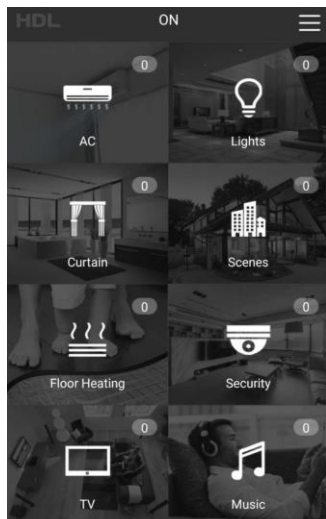 HDL
ON
0
0
AC
Lights
0
0
Curtain
Scenes
0
0
Floor Heating
Security
0
0
TV
Music